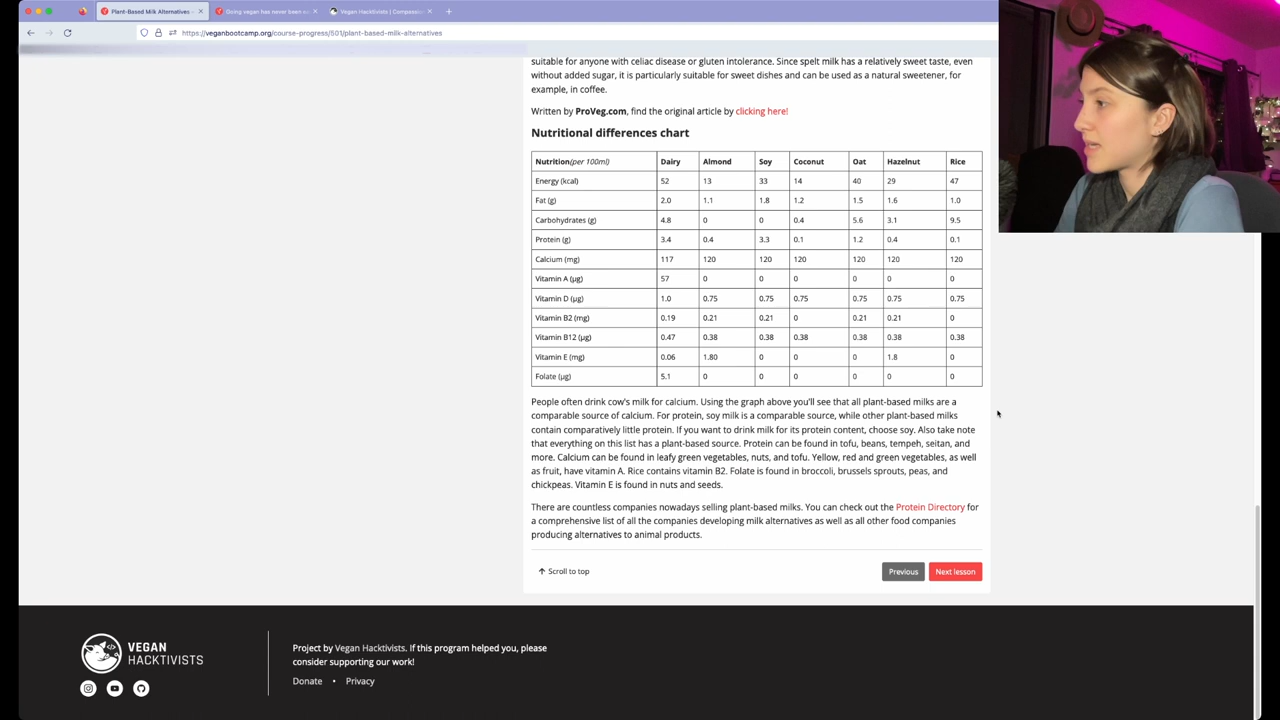 Plant-Based Milk Alternatives
Going vegan has never been
Vegan Hacktivists | Compassi
https://veganbootcamp.org/course-progress/501/plant-based-milk-alternatives
suitable for anyone with celiac disease or gluten intolerance. Since spelt milk has a relatively sweet taste, even
without added sugar, it is particularly suitable for sweet dishes and can be used as a natural sweetener, for
example, in coffee.
Written by ProVeg.com, find the original article by clicking here!
Nutritional differences chart
Nutrition(per 100ml) Dairy Almond Soy Coconut Oat Hazelnut Rice
Energy (kcal) 52 13 33 14 40 29 47
Fat (g) 2.0 1.1 1.8 1.2 1.5 1.6 1.0
Carbohydrates (g) 4.8 0 0 0.4 5.6 3.1 9.5
Protein (g) 3.4 0.4 3.3 0.1 1.2 0.4 0.1
Calcium (mg) 117 120 120 120 120 120 120
Vitamin A (µg) 57 0 0 0 0 0 0
Vitamin D (µg) 1.0 0.75 0.75 0.75 0.75 0.75 0.75
Vitamin B2 (mg) 0.19 0.21 0.21 0 0.21 0.21 0
Vitamin B12 (µg) 0.47 0.38 0.38 0.38 0.38 0.38 0.38
Vitamin E (mg) 0.06 1.80 0 0 0 1.8 0
Folate (µg) 5.1 0 0 0 0 0 0
People often drink cow's milk for calcium. Using the graph above you'll see that all plant-based milks are a
comparable source of calcium. For protein, soy milk is a comparable source, while other plant-based milks
contain comparatively little protein. If you want to drink milk for its protein content, choose soy. Also take note
that everything on this list has a plant-based source. Protein can be found in tofu, beans, tempeh, seitan, and
more. Calcium can be found in leafy green vegetables, nuts, and tofu. Yellow, red and green vegetables, as well
as fruit, have vitamin A. Rice contains vitamin B2. Folate is found in broccoli, brussels sprouts, peas, and
chickpeas. Vitamin E is found in nuts and seeds.
There are countless companies nowadays selling plant-based milks. You can check out the Protein Directory for
a comprehensive list of all the companies developing milk alternatives as well as all other food companies
producing alternatives to animal products.
↑ Scroll to top
Previous
Next lesson
VEGAN
HACKTIVISTS
Project by Vegan Hacktivists. If this program helped you, please
consider supporting our work!
Donate • Privacy